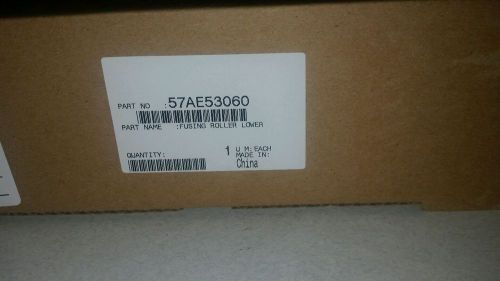 PART NO :57AE53060
PART NAME :FUSING ROLLER LOWER
QUANTITY: 1 U M:EACH
MADE IN:
China